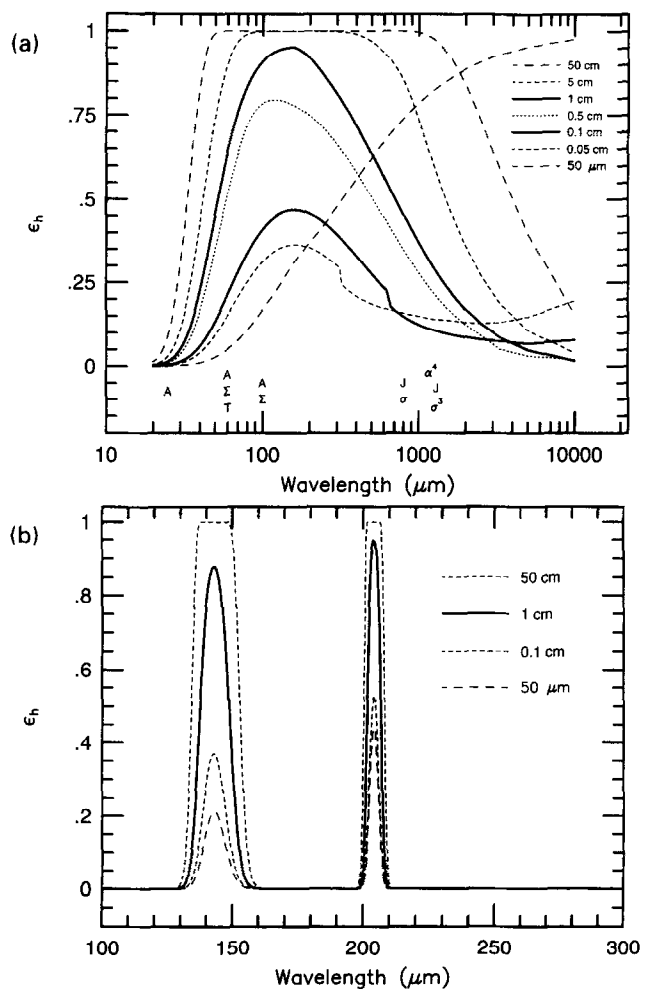 (a)
1
.75
.5
.25
0
εh
50 cm
5 cm
1 cm
0.5 cm
0.1 cm
0.05 cm
50 μm
A
A
Σ
T
A
Σ
J
σ
α⁴
J
σ³
10 100 1000 10000
Wavelength (μm)
(b)
1
.8
.6
.4
.2
0
εh
50 cm
1 cm
0.1 cm
50 μm
100 150 200 250 300
Wavelength (μm)